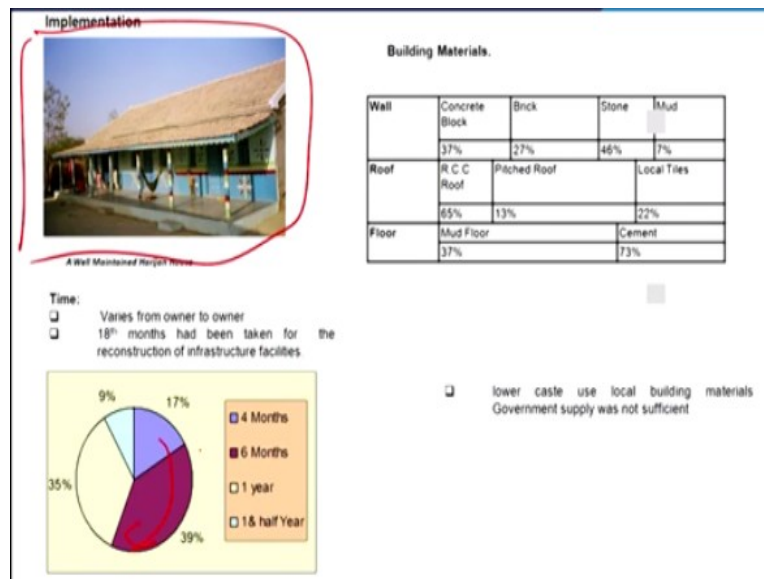 Implementation
A Well Maintained Harijan House
Time:
Varies from owner to owner
18th months had been taken for the
reconstruction of infrastructure facilities
9%
17%
35%
39%
4 Months
6 Months
1 year
1& half Year
Building Materials.
Wall Concrete Block Brick Stone Mud
37% 27% 46% 7%
Roof R C C Roof Pitched Roof Local Tiles
65% 13% 22%
Floor Mud Floor Cement
37% 73%
lower caste use local building materials
Government supply was not sufficient